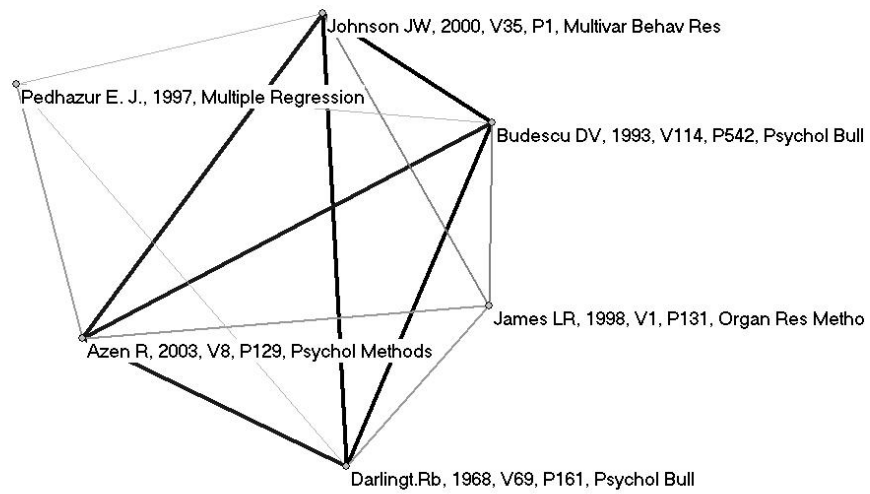 Johnson JW, 2000, V35, P1, Multivar Behav Res
Pedhazur E. J., 1997, Multiple Regression
Budescu DV, 1993, V114, P542, Psychol Bull
James LR, 1998, V1, P131, Organ Res Metho
Azen R, 2003, V8, P129, Psychol Methods
Darlingt.Rb, 1968, V69, P161, Psychol Bull